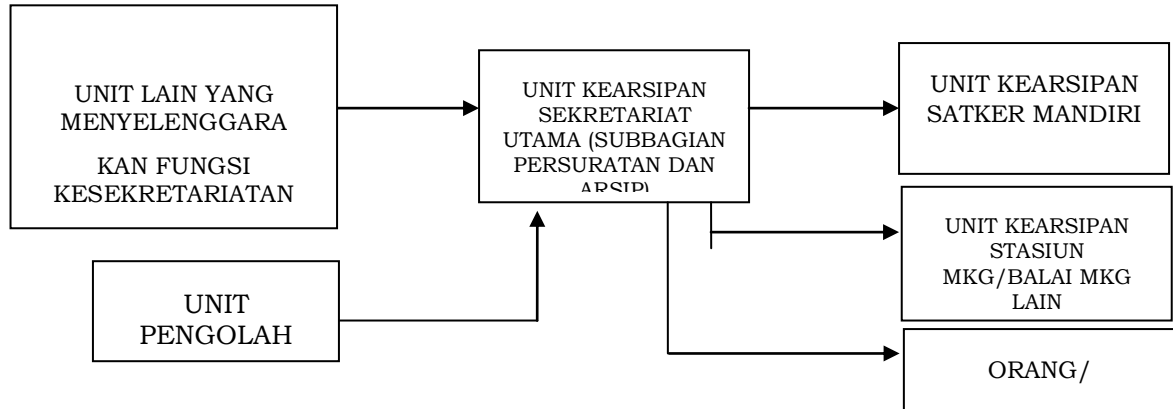 UNIT LAIN YANG
MENYELENGGARA
KAN FUNGSI
KESEKRETARIATAN
UNIT
PENGOLAH
UNIT KEARSIPAN
SEKRETARIAT
UTAMA (SUBBAGIAN
PERSURATAN DAN
ARSIP)
UNIT KEARSIPAN
SATKER MANDIRI
UNIT KEARSIPAN
STASIUN
MKG/BALAI MKG
LAIN
ORANG/